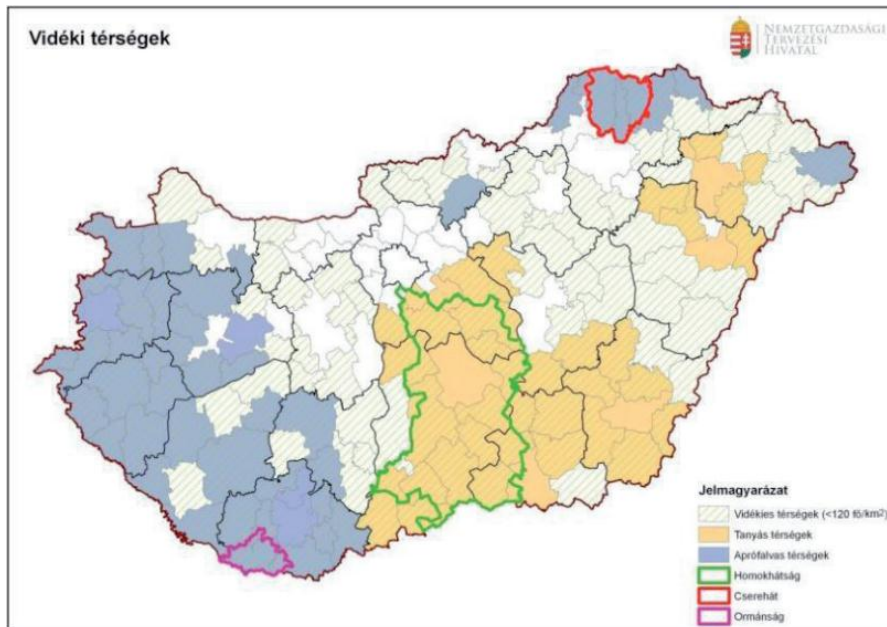 Vidéki térségek
NEMZETGAZDASÁGI
TERVEZÉSI
HIVATAL
Jelmagyarázat
Vidékies térségek (<120 fő/km2)
Tanyás térségek
Aprófalvas térségek
Homokhátság
Cserehát
Ormánság